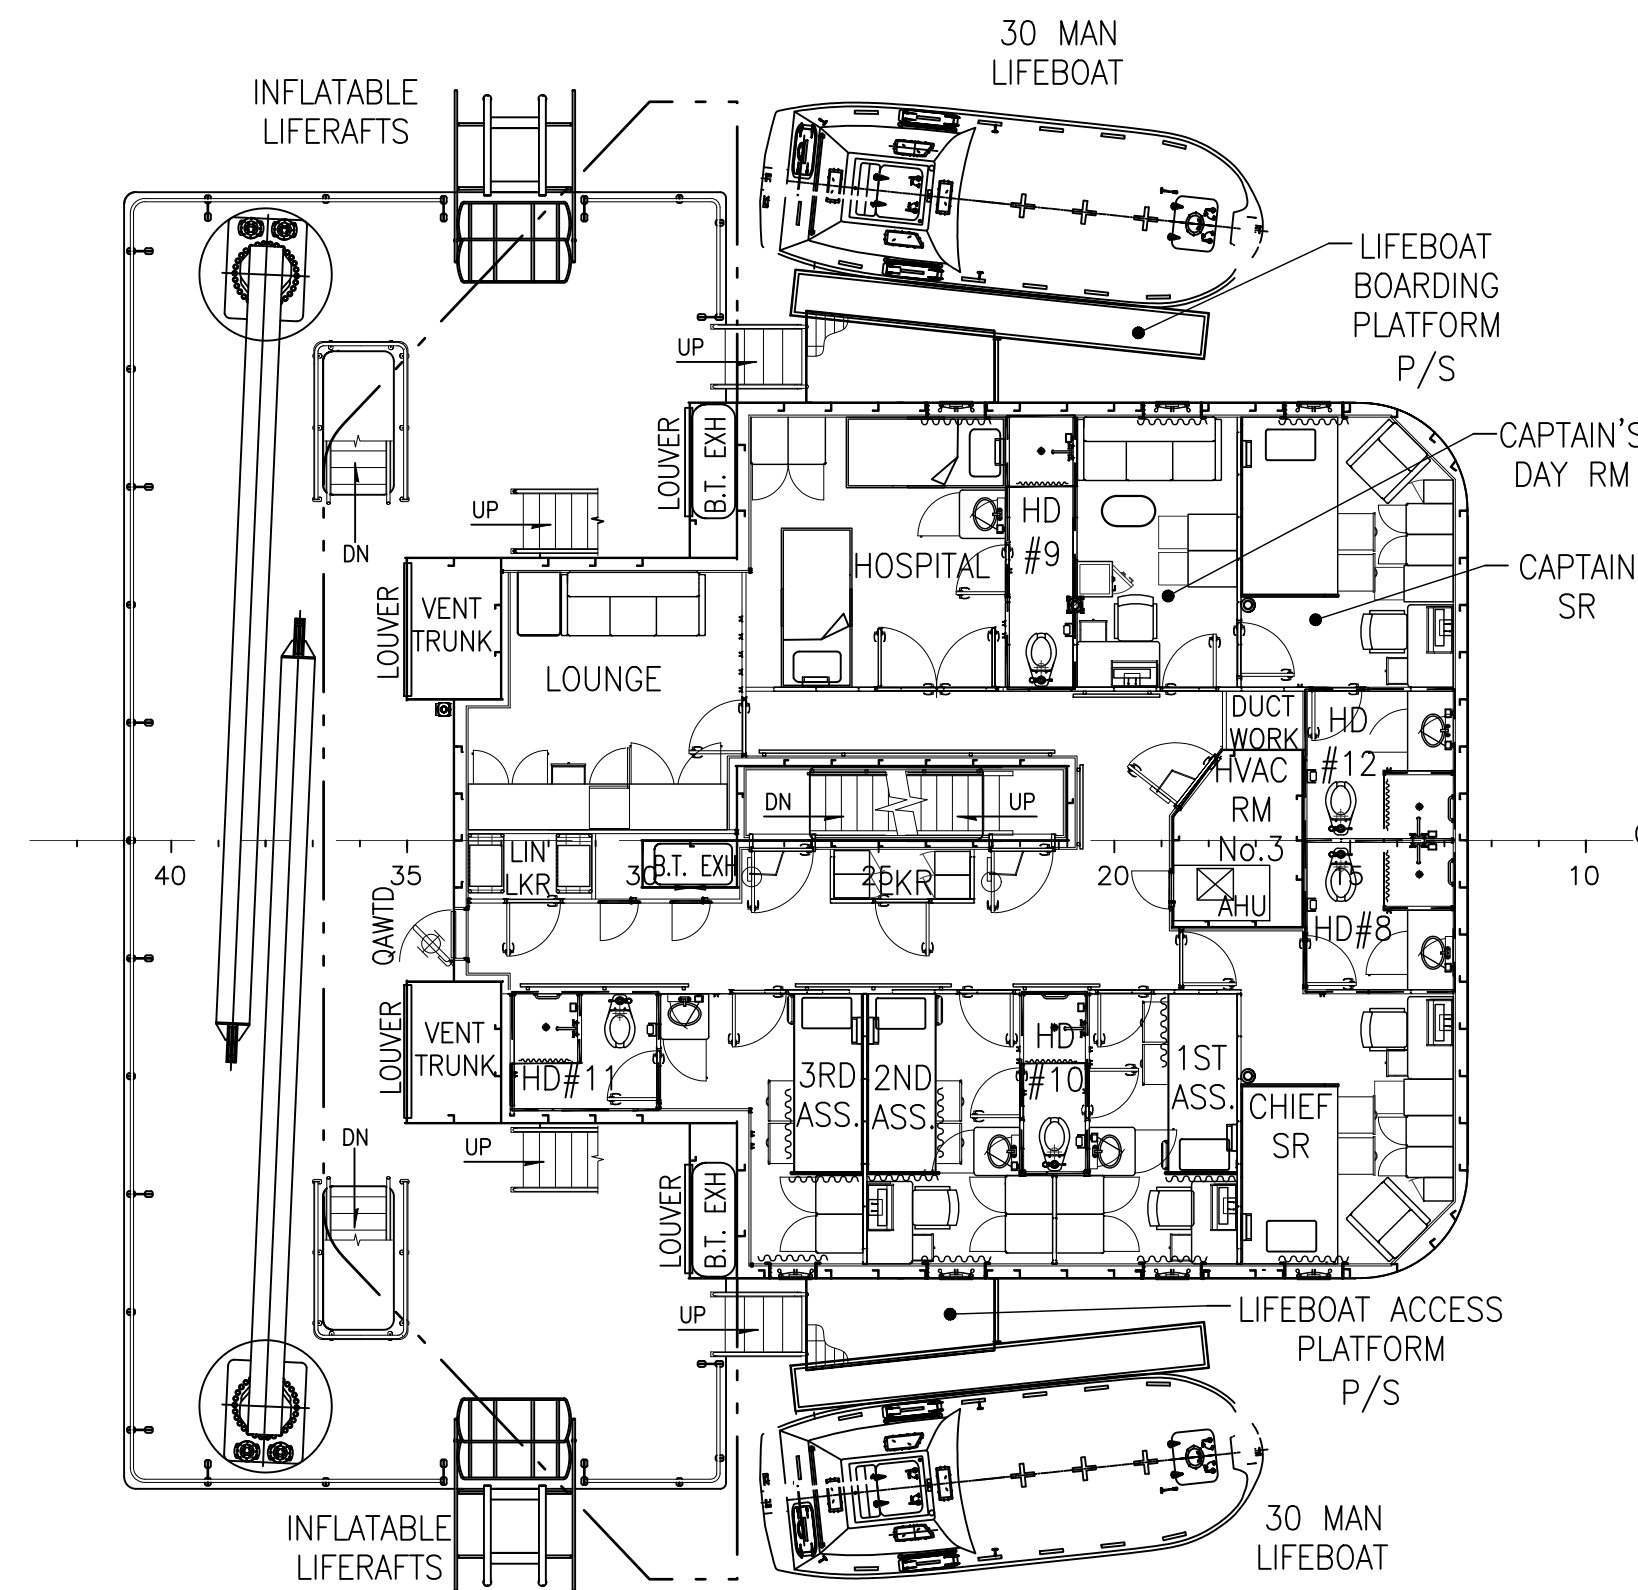 30 MAN
LIFEBOAT
INFLATABLE
LIFERAFTS
LIFEBOAT
BOARDING
PLATFORM
P/S
UP
LOUVER
B.T. EXH
CAPTAIN'S
DAY RM
UP
DN
HD
#9
HOSPITAL
CAPTAIN
SR
LOUVER
VENT
TRUNK
LOUNGE
DUCT
WORK
HD
#12
HVAC
RM
No.3
DN
UP
40
35
30
25
20
15
10
LIN
LKR
B.T. EXH
LKR
AHU
HD#8
QAWTD
LOUVER
VENT
TRUNK
HD#11
HD
#10
3RD
ASS.
2ND
ASS.
1ST
ASS.
CHIEF
SR
DN
UP
LOUVER
B.T. EXH
UP
LIFEBOAT ACCESS
PLATFORM
P/S
INFLATABLE
LIFERAFTS
30 MAN
LIFEBOAT